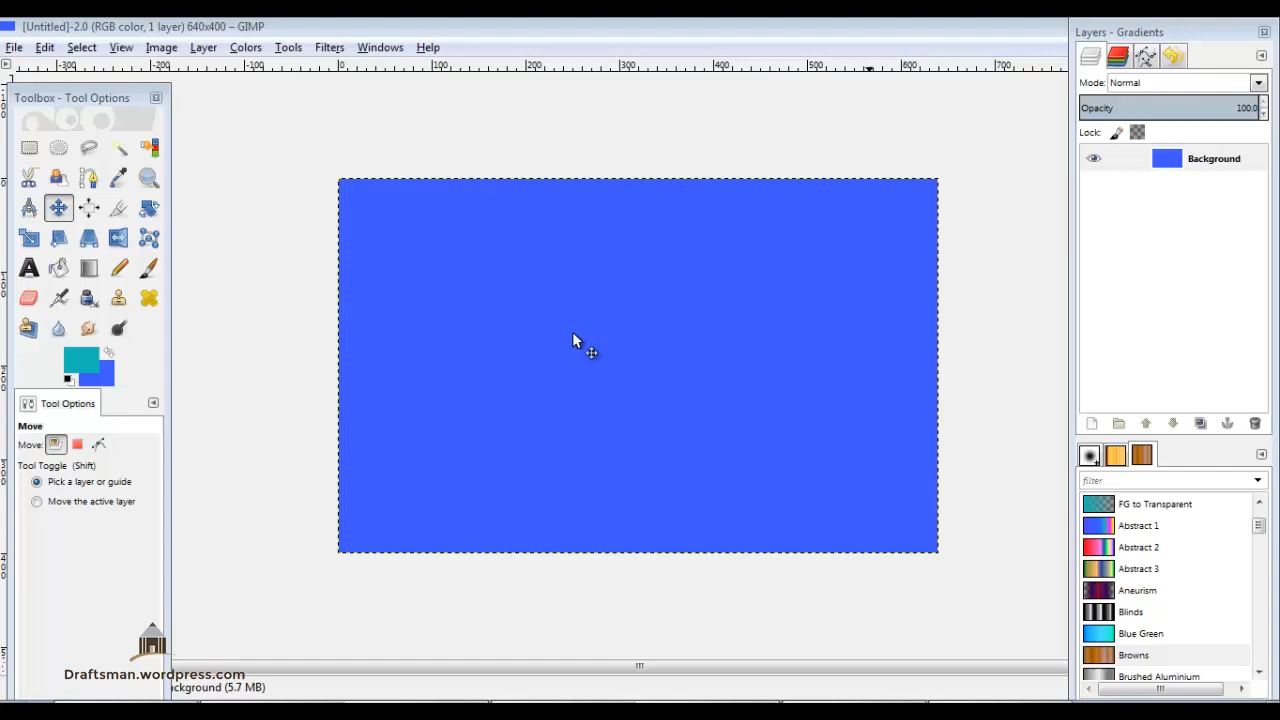 [Untitled]-2.0 (RGB color, 1 layer) 640x400 – GIMP
File Edit Select View Image Layer Colors Tools Filters Windows Help
-300 -200 -100 0 100 200 300 400 500 600 700
Toolbox - Tool Options
Tool Options
Move
Move:
Tool Toggle (Shift)
Pick a layer or guide
Move the active layer
Draftsman.wordpress.com
ackground (5.7 MB)
Layers - Gradients
Mode: Normal
Opacity 100.0
Lock:
Background
filter
FG to Transparent
Abstract 1
Abstract 2
Abstract 3
Aneurism
Blinds
Blue Green
Browns
Brushed Aluminium